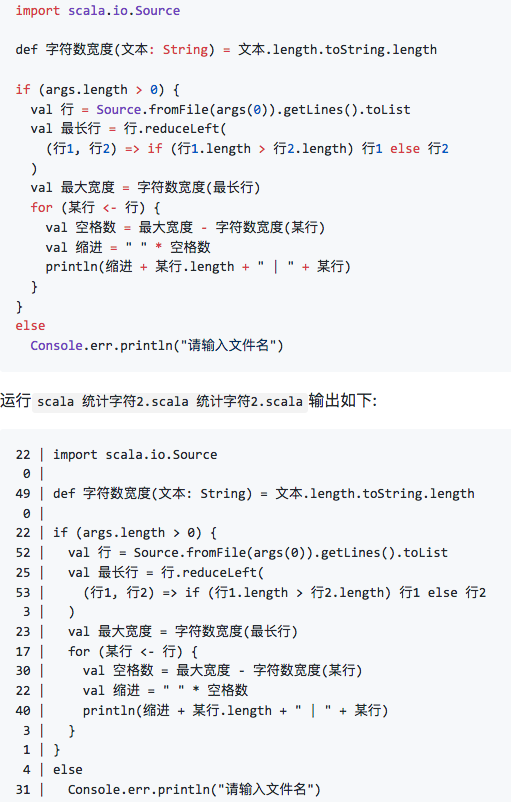 import scala.io.Source

def 字符数宽度(文本: String) = 文本.length.toString.length

if (args.length > 0) {
  val 行 = Source.fromFile(args(0)).getLines().toList
  val 最长行 = 行.reduceLeft(
    (行1, 行2) => if (行1.length > 行2.length) 行1 else 行2
  )
  val 最大宽度 = 字符数宽度(最长行)
  for (某行 <- 行) {
    val 空格数 = 最大宽度 - 字符数宽度(某行)
    val 缩进 = " " * 空格数
    println(缩进 + 某行.length + " | " + 某行)
  }
}
else
  Console.err.println("请输入文件名")

运行 scala 统计字符2.scala 统计字符2.scala 输出如下:

22 | import scala.io.Source
 0 |
49 | def 字符数宽度(文本: String) = 文本.length.toString.length
 0 |
22 | if (args.length > 0) {
52 |   val 行 = Source.fromFile(args(0)).getLines().toList
25 |   val 最长行 = 行.reduceLeft(
53 |     (行1, 行2) => if (行1.length > 行2.length) 行1 else 行2
 3 |   )
23 |   val 最大宽度 = 字符数宽度(最长行)
17 |   for (某行 <- 行) {
30 |     val 空格数 = 最大宽度 - 字符数宽度(某行)
22 |     val 缩进 = " " * 空格数
40 |     println(缩进 + 某行.length + " | " + 某行)
 3 |   }
 1 | }
 4 | else
31 |   Console.err.println("请输入文件名")